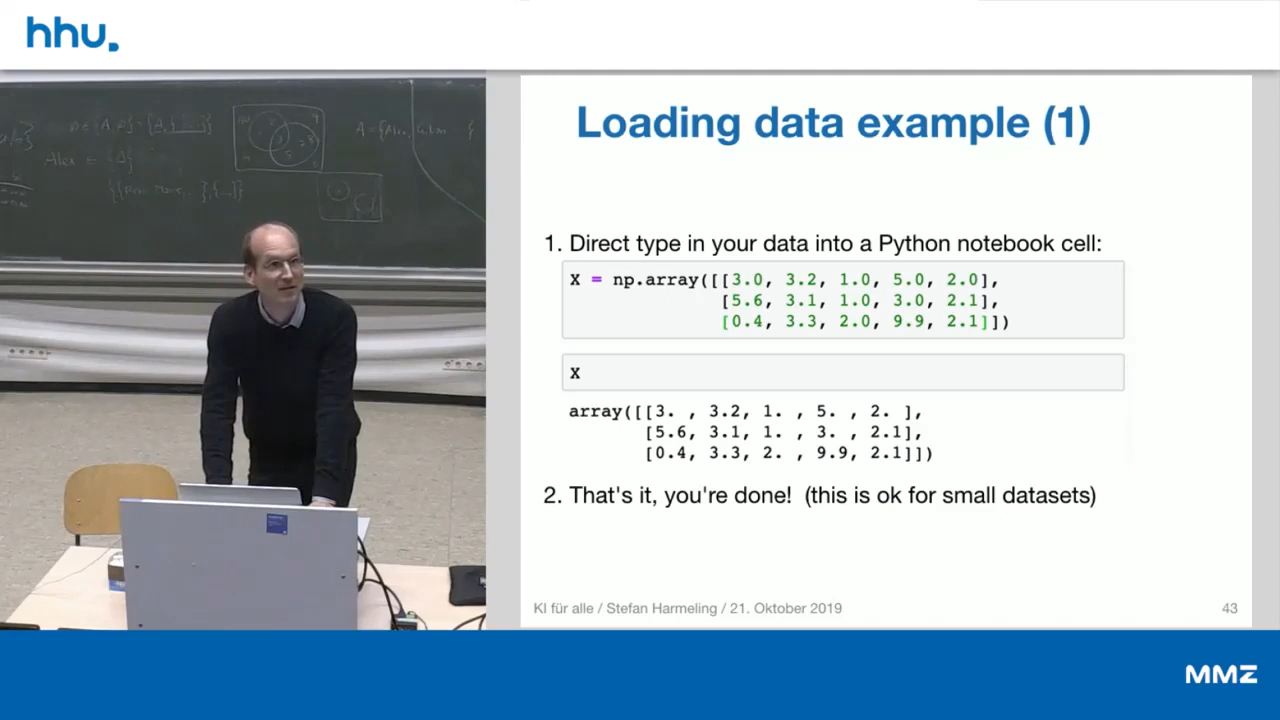 hhu.
Loading data example (1)
1. Direct type in your data into a Python notebook cell:
X = np.array([[3.0, 3.2, 1.0, 5.0, 2.0],
[5.6, 3.1, 1.0, 3.0, 2.1],
[0.4, 3.3, 2.0, 9.9, 2.1]])
X
array([[3. , 3.2, 1. , 5. , 2. ],
[5.6, 3.1, 1. , 3. , 2.1],
[0.4, 3.3, 2. , 9.9, 2.1]])
2. That's it, you're done! (this is ok for small datasets)
KI für alle / Stefan Harmeling / 21. Oktober 2019
43
Alex ∈ {A}
MMZ